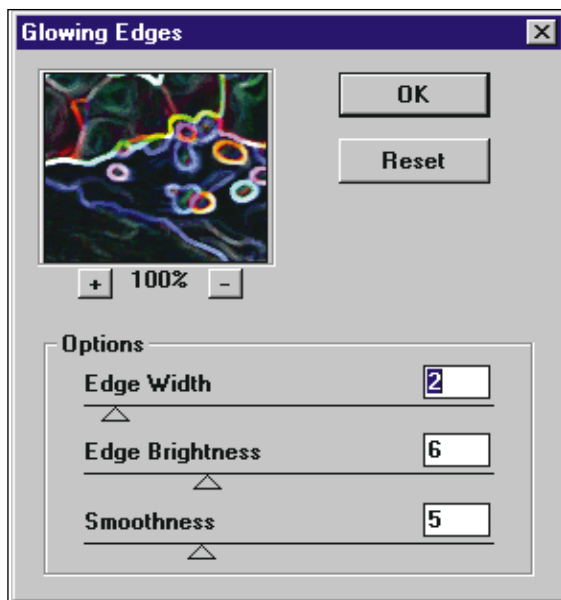 Glowing Edges
OK
Reset
+ 100% -
Options
Edge Width 2
Edge Brightness 6
Smoothness 5